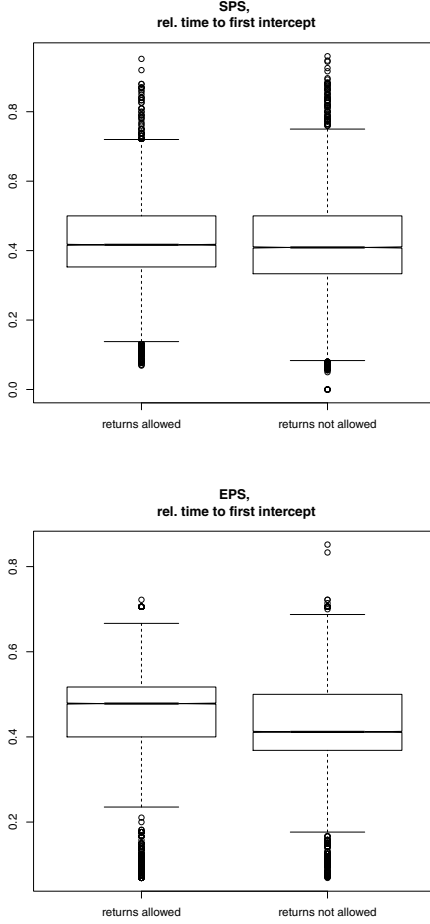 SPS,
rel. time to first intercept
0.8
0.6
0.4
0.2
0.0
returns allowed returns not allowed
EPS,
rel. time to first intercept
0.8
0.6
0.4
0.2
returns allowed returns not allowed